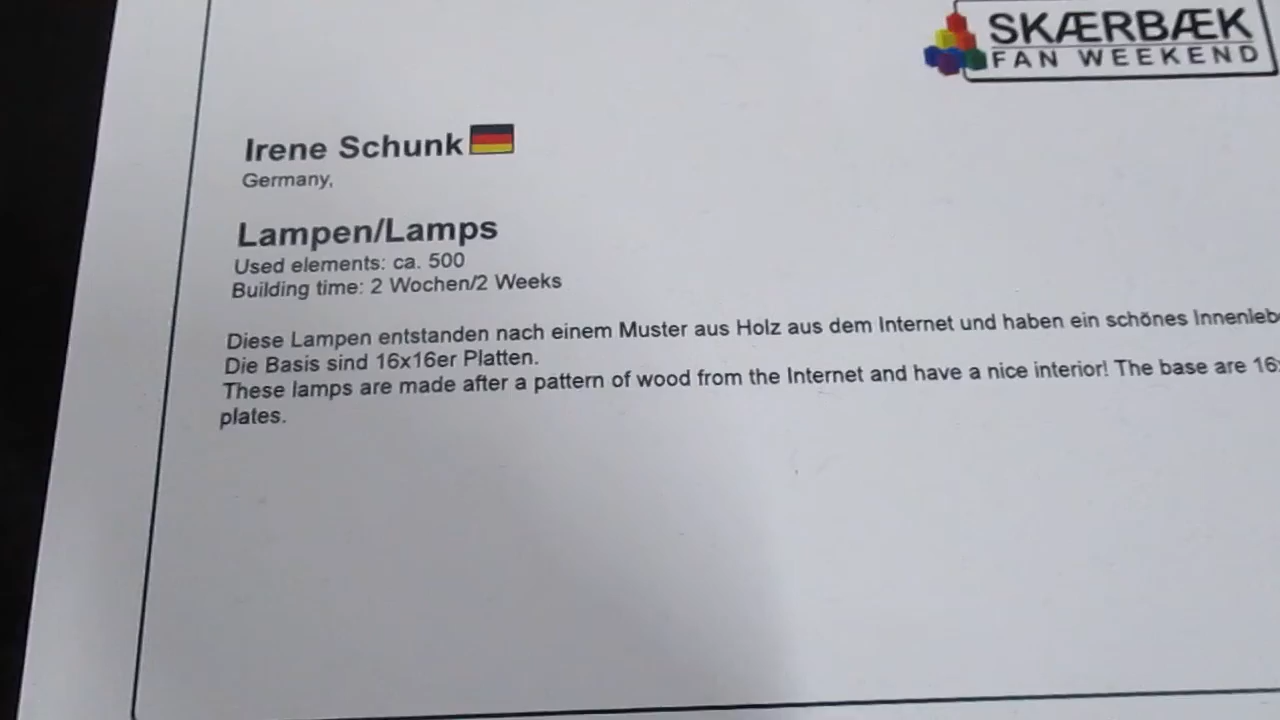 SKÆRBÆK
FAN WEEKEND
Irene Schunk
Germany,
Lampen/Lamps
Used elements: ca. 500
Building time: 2 Wochen/2 Weeks
Diese Lampen entstanden nach einem Muster aus Holz aus dem Internet und haben ein schönes
Die Basis sind 16x16er Platten.
These lamps are made after a pattern of wood from the Internet and have a nice interior! The base are
plates.